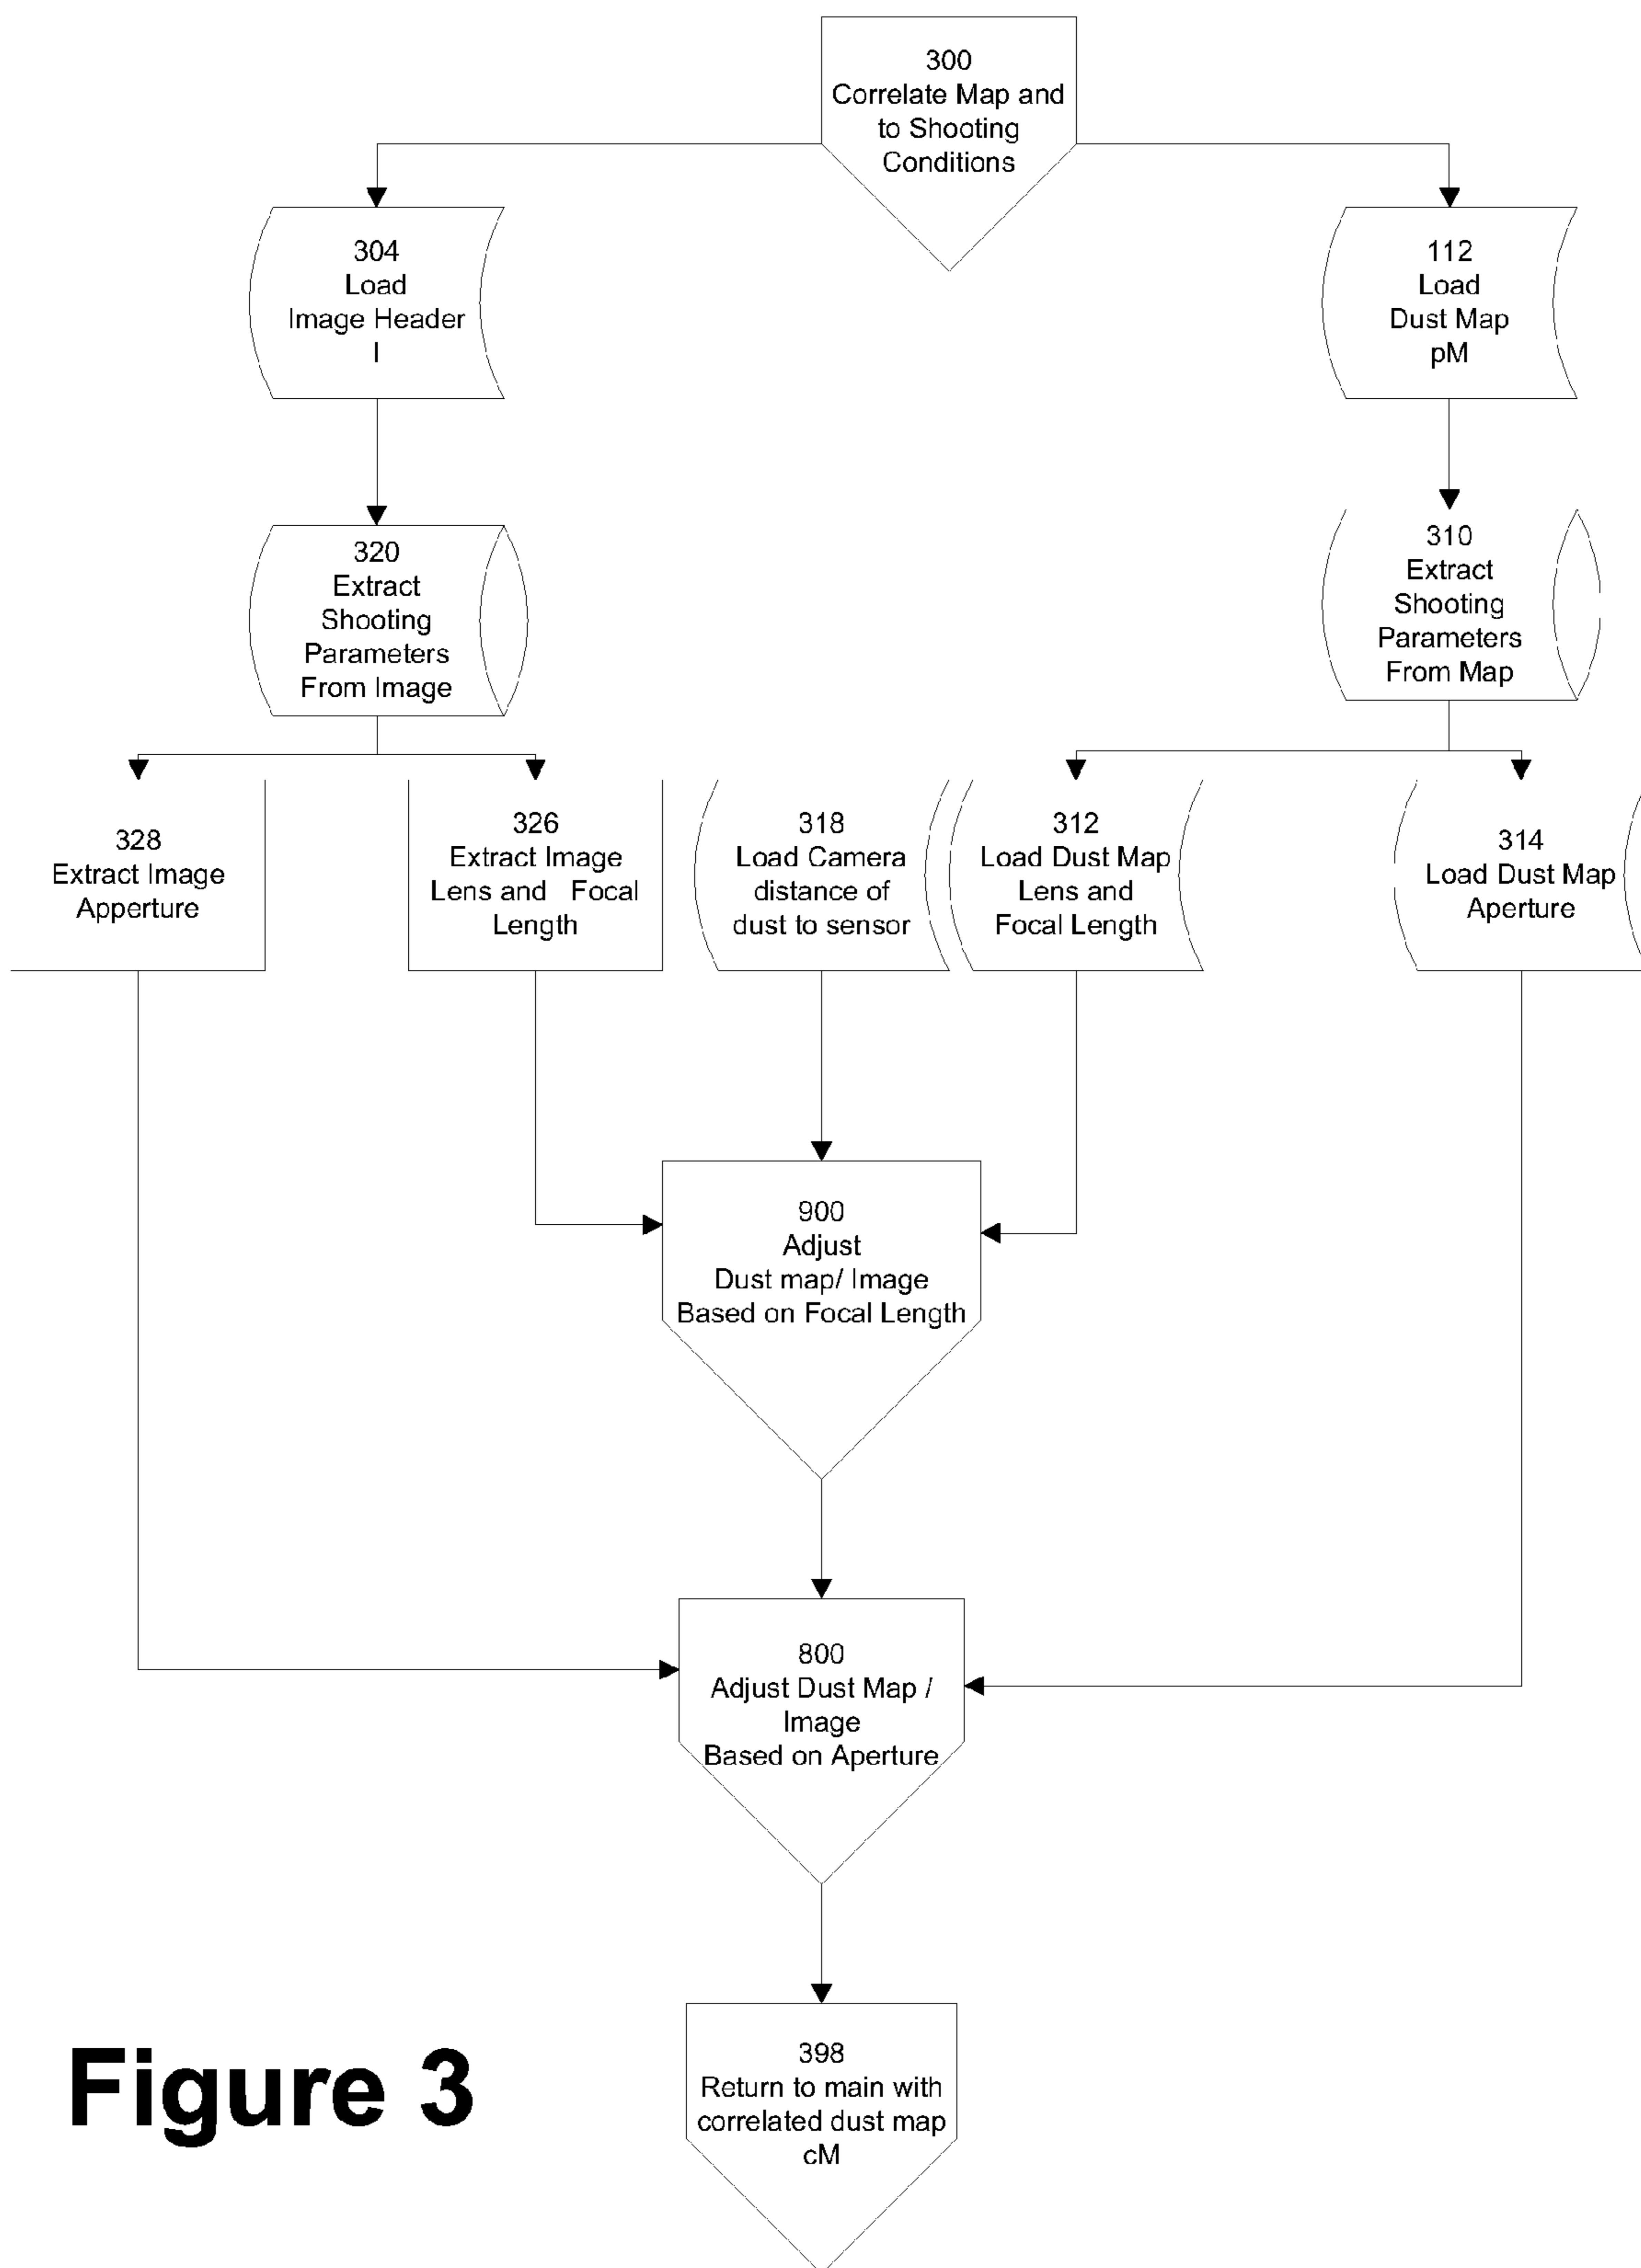 300
Correlate Map and
to Shooting
Conditions
304
Load
Image Header
I
112
Load
Dust Map
pM
320
Extract
Shooting
Parameters
From Image
310
Extract
Shooting
Parameters
From Map
328
Extract Image
Apperture
326
Extract Image
Lens and Focal
Length
318
Load Camera
distance of
dust to sensor
312
Load Dust Map
Lens and
Focal Length
314
Load Dust Map
Aperture
900
Adjust
Dust map/ Image
Based on Focal Length
800
Adjust Dust Map /
Image
Based on Aperture
398
Return to main with
correlated dust map
cM
Figure 3